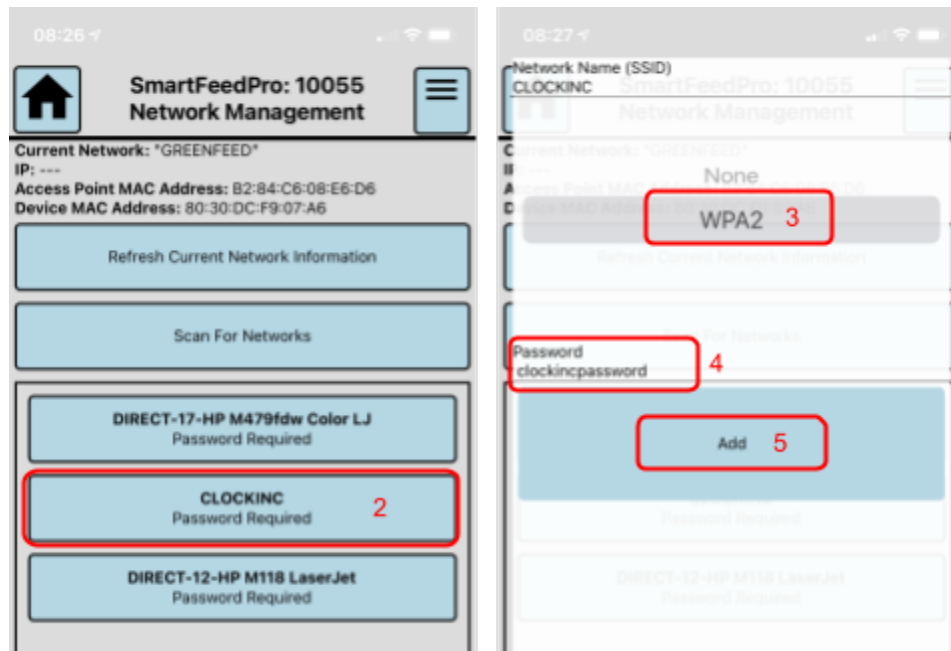 08:26
SmartFeedPro: 10055
Network Management
Current Network: "GREENFEED"
IP: ---
Access Point MAC Address: B2:84:C6:08:E6:D6
Device MAC Address: 80:30:DC:F9:07:A6
Refresh Current Network Information
Scan For Networks
DIRECT-17-HP M479fdw Color LJ
Password Required
CLOCKINC
Password Required
2
DIRECT-12-HP M118 LaserJet
Password Required
08:27
Network Name (SSID)
CLOCKINC
SmartFeedPro: 10055
Network Management
Current Network: "GREENFEED"
None
WPA2
3
Refresh Current Network Information
For Networks
Password
clockincpassword
4
Add
5
Password Required
DIRECT-12-HP M118 LaserJet
Password Required